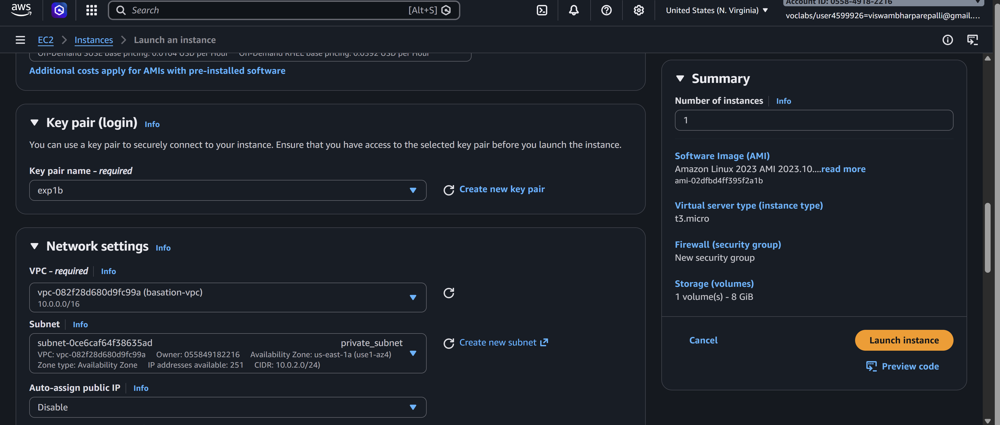 aws
Search [Alt+S]
United States (N. Virginia)
Account ID: 0558-4918-2216
voclabs/user4599926=viswambharparepalli@gmail....
EC2 Instances Launch an instance
On-Demand SUSE base pricing: 0.0104 USD per Hour On-Demand RHEL base pricing: 0.0392 USD per Hour
Additional costs apply for AMIs with pre-installed software
Key pair (login) Info
You can use a key pair to securely connect to your instance. Ensure that you have access to the selected key pair before you launch the instance.
Key pair name - required
exp1b
Create new key pair
Network settings Info
VPC - required Info
vpc-082f28d680d9fc99a (basation-vpc)
10.0.0.0/16
Subnet Info
subnet-0ce6caf64f38635ad private_subnet
VPC: vpc-082f28d680d9fc99a Owner: 055849182216 Availability Zone: us-east-1a (use1-az4)
Zone type: Availability Zone IP addresses available: 251 CIDR: 10.0.2.0/24)
Create new subnet
Auto-assign public IP Info
Disable
Summary
Number of instances Info
1
Software Image (AMI)
Amazon Linux 2023 AMI 2023.10....read more
ami-02dfbd4ff395f2a1b
Virtual server type (instance type)
t3.micro
Firewall (security group)
New security group
Storage (volumes)
1 volume(s) - 8 GiB
Cancel
Launch instance
Preview code